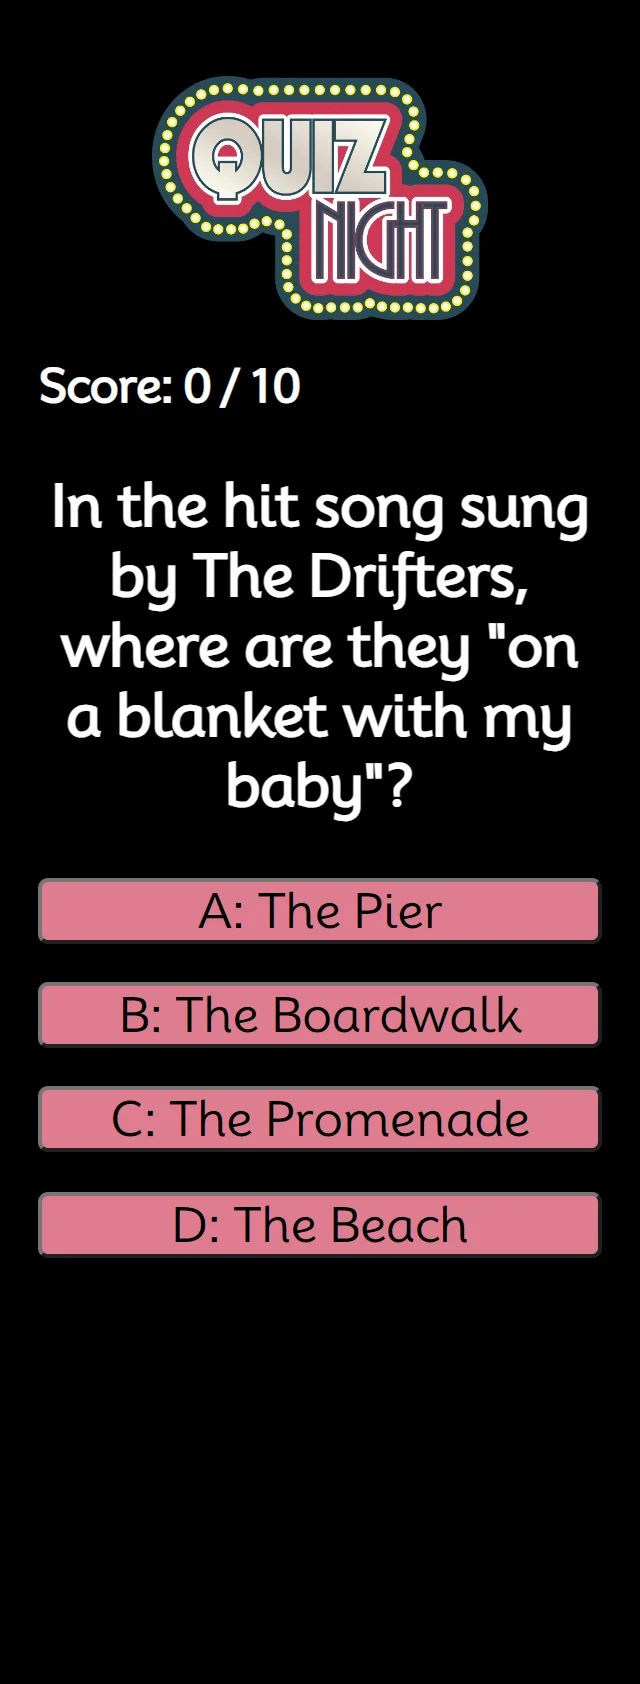 QUIZ
NIGHT
Score: 0 / 10
In the hit song sung
by The Drifters,
where are they "on
a blanket with my
baby"?
A: The Pier
B: The Boardwalk
C: The Promenade
D: The Beach